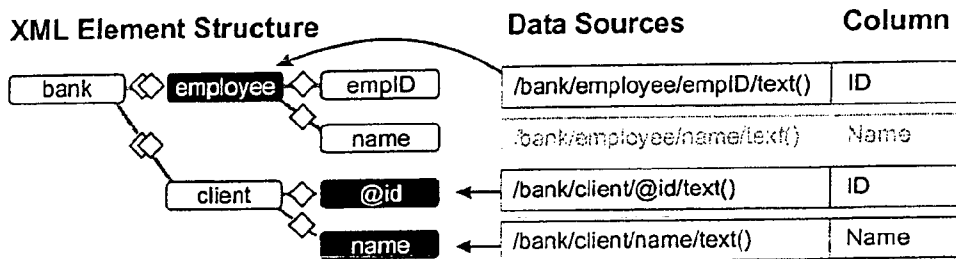 XML Element Structure
Data Sources
Column
bank
employee
empID
/bank/employee/empID/text()
ID
name
/bank/employee/name/text()
Name
client
@id
/bank/client/@id/text()
ID
name
/bank/client/name/text()
Name